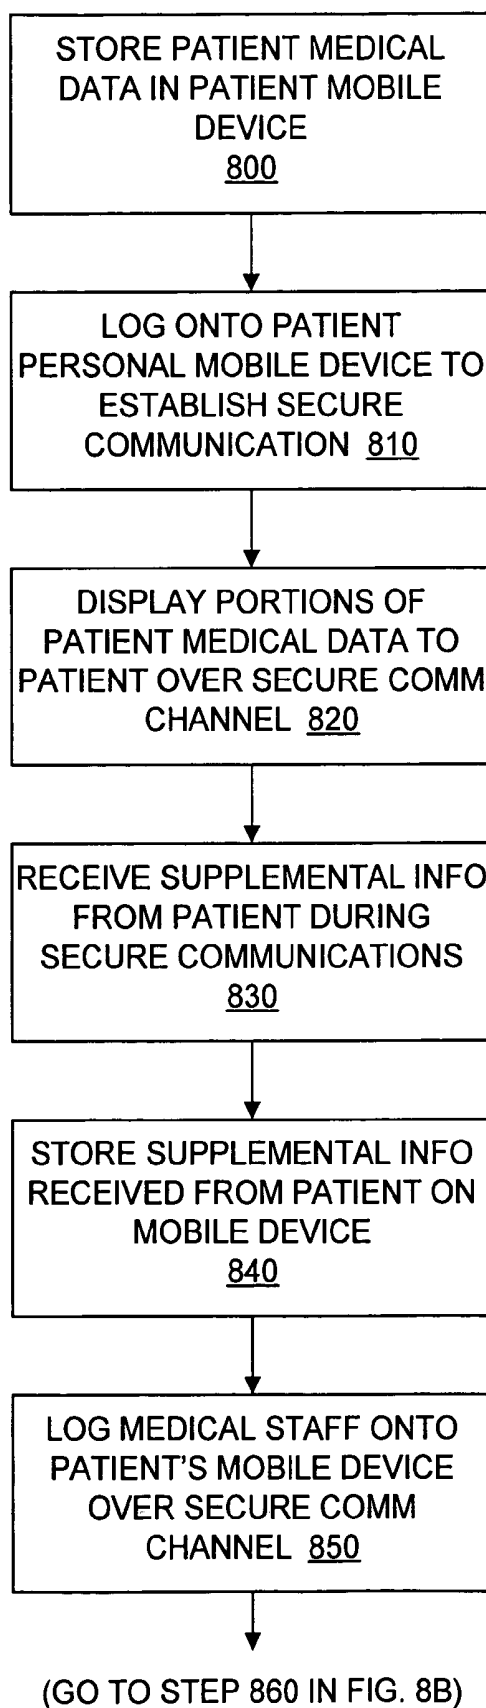 STORE PATIENT MEDICAL
DATA IN PATIENT MOBILE
DEVICE
800
LOG ONTO PATIENT
PERSONAL MOBILE DEVICE TO
ESTABLISH SECURE
COMMUNICATION 810
DISPLAY PORTIONS OF
PATIENT MEDICAL DATA TO
PATIENT OVER SECURE COMM
CHANNEL 820
RECEIVE SUPPLEMENTAL INFO
FROM PATIENT DURING
SECURE COMMUNICATIONS
830
STORE SUPPLEMENTAL INFO
RECEIVED FROM PATIENT ON
MOBILE DEVICE
840
LOG MEDICAL STAFF ONTO
PATIENT'S MOBILE DEVICE
OVER SECURE COMM
CHANNEL 850
(GO TO STEP 860 IN FIG. 8B)